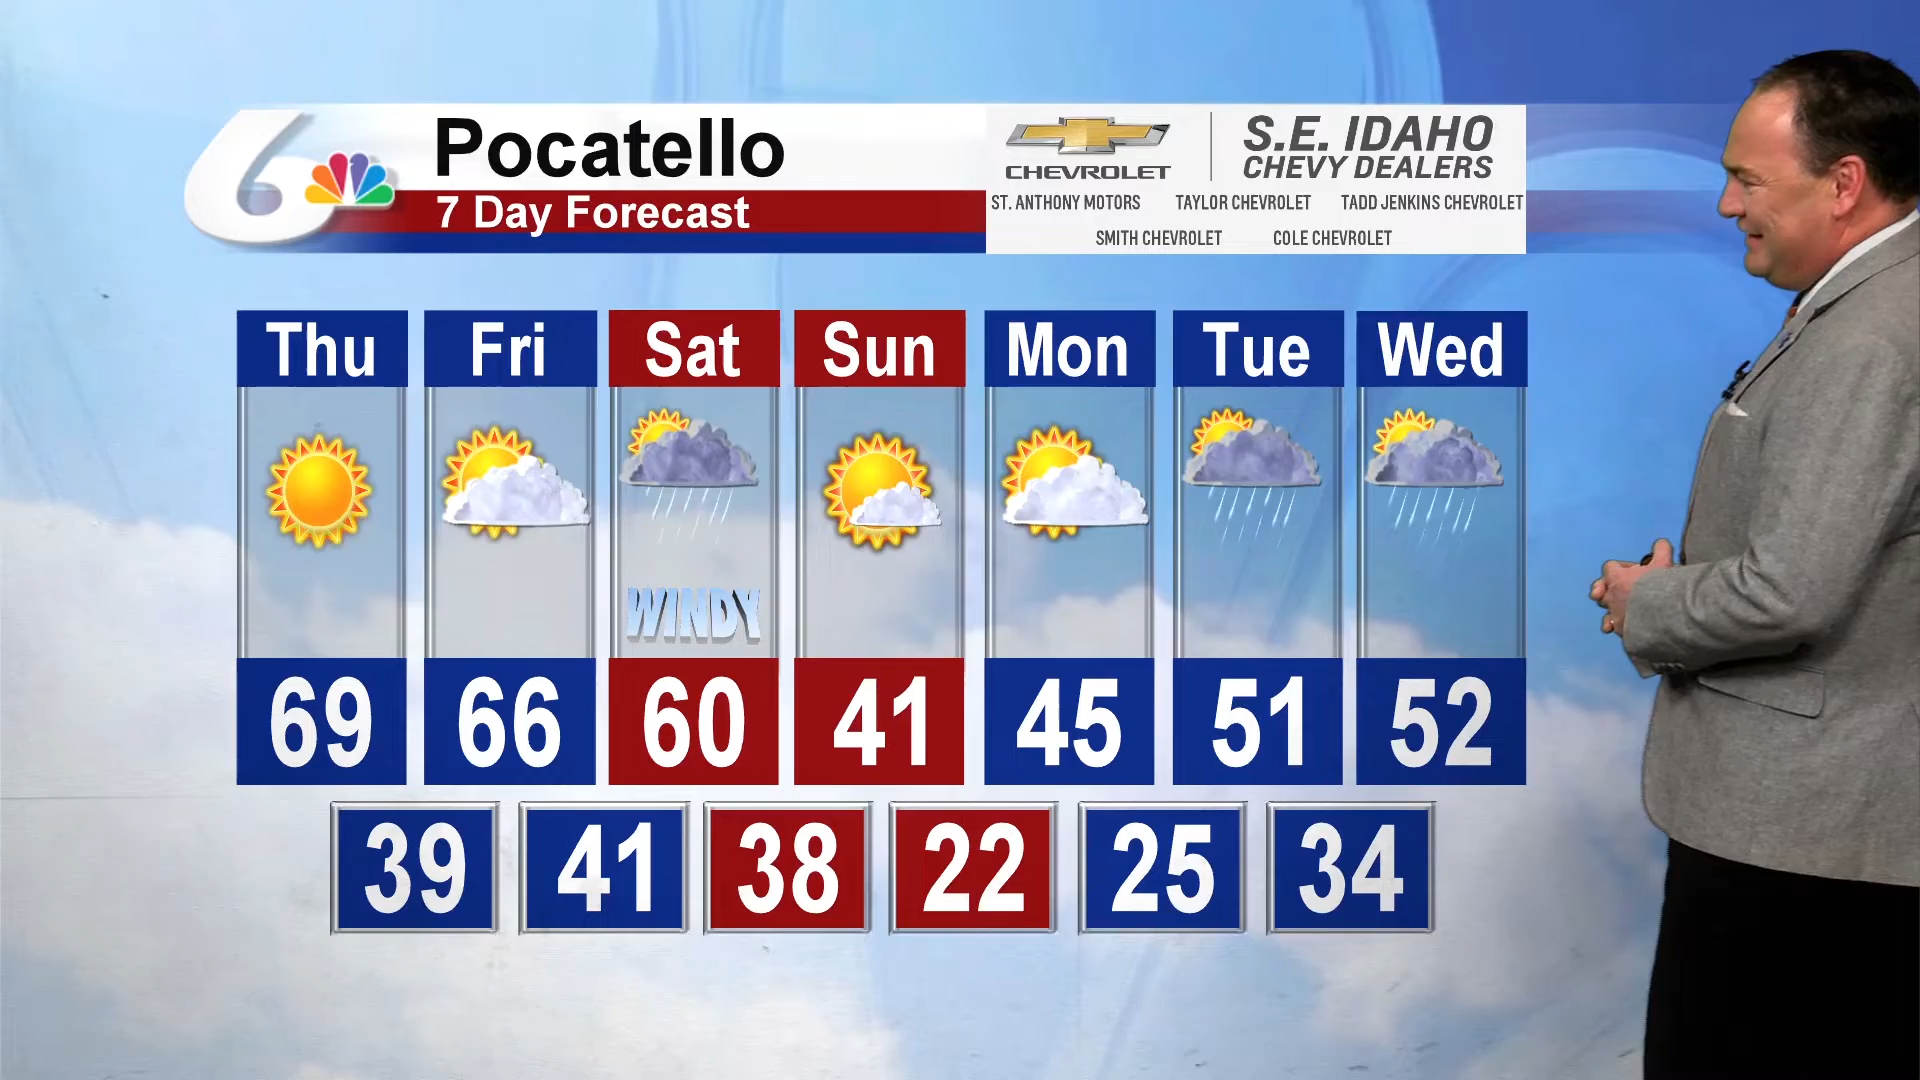 6
Pocatello
7 Day Forecast
CHEVROLET
S.E. IDAHO
CHEVY DEALERS
ST. ANTHONY MOTORS TAYLOR CHEVROLET TADD JENKINS CHEVROLET
SMITH CHEVROLET COLE CHEVROLET
Thu Fri Sat Sun Mon Tue Wed
WINDY
69 66 60 41 45 51 52
39 41 38 22 25 34